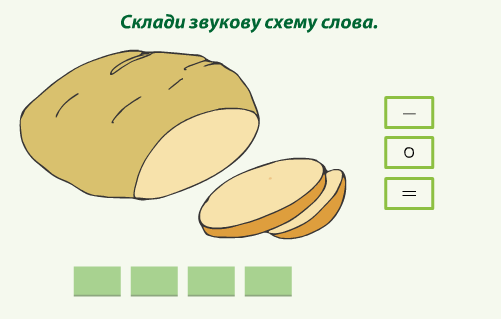 Склади звукову схему слова.
—
О
=